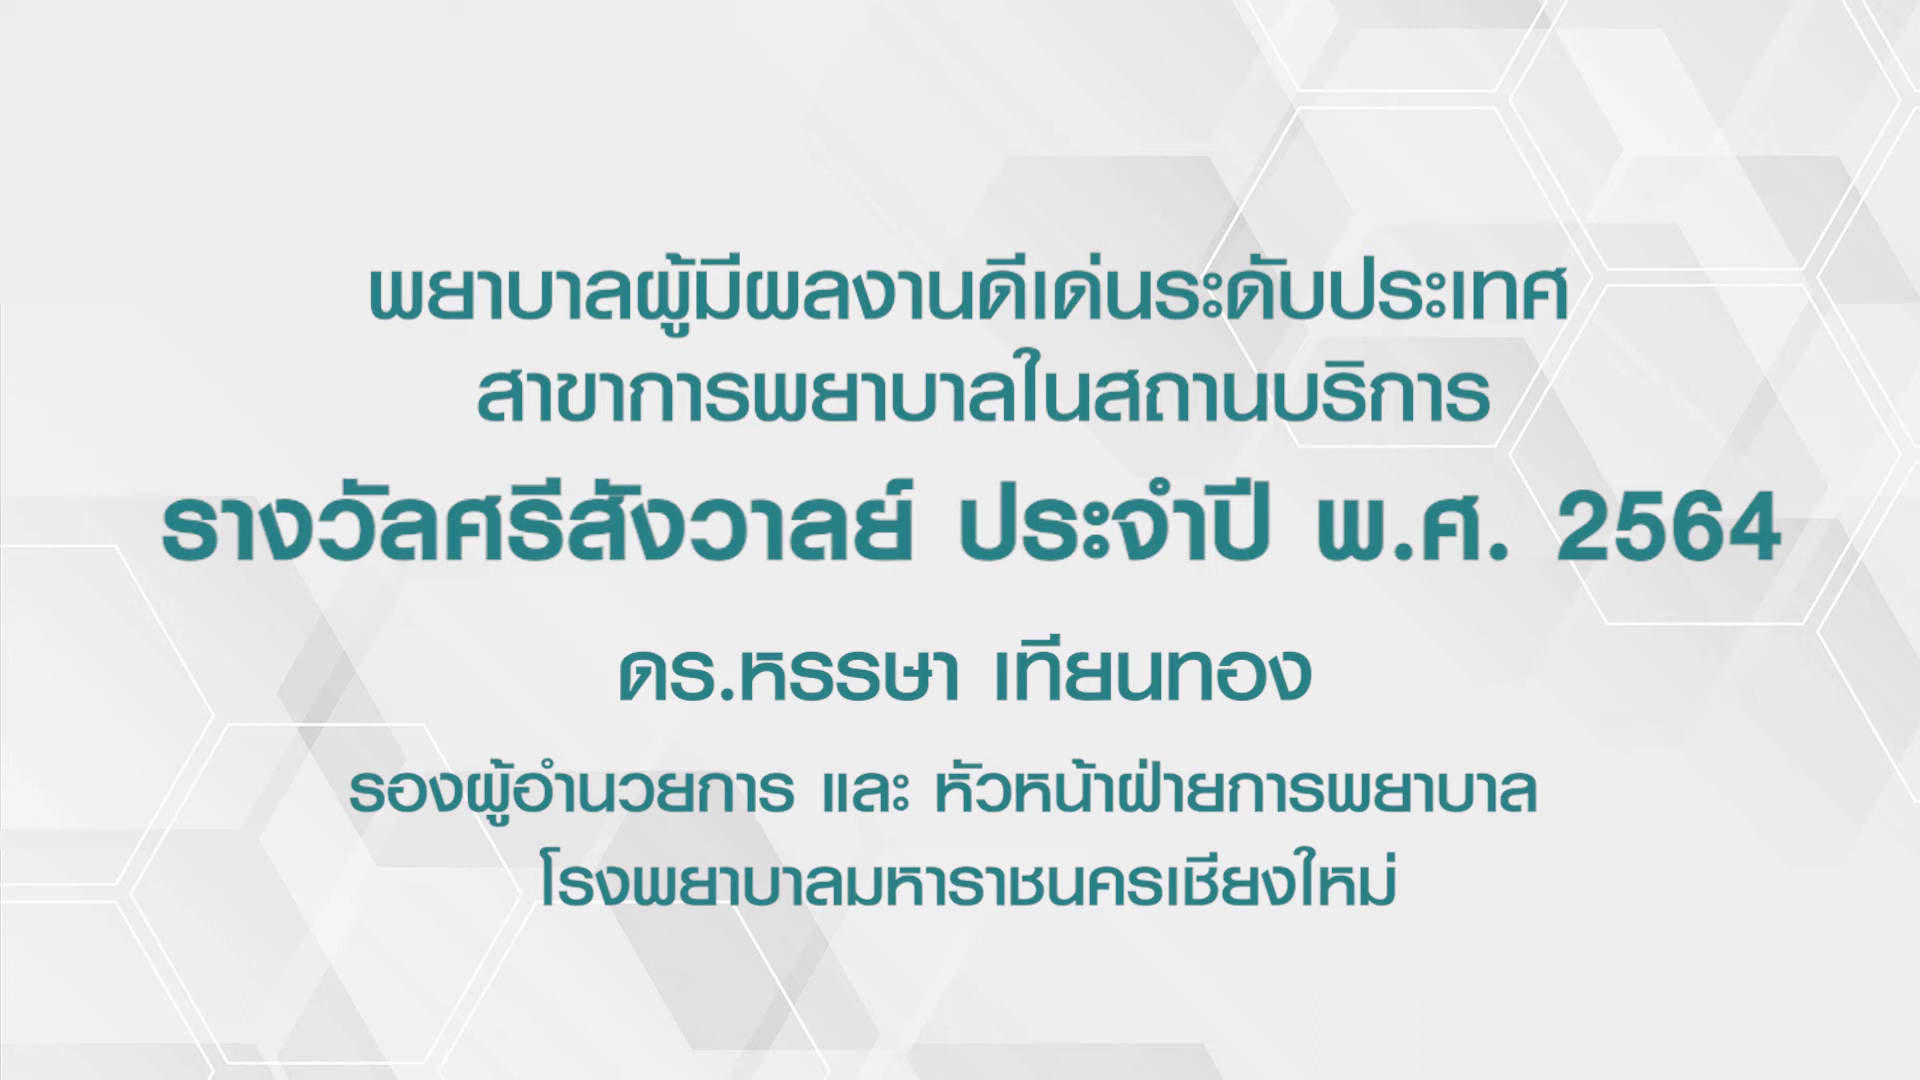 พยาบาลผู้มีผลงานดีเด่นระดับประเทศ
สาขาการพยาบาลในสถานบริการ
รางวัลศรีสังวาลย์ ประจำปี พ.ศ. 2564
ดร.หรรษา เทียนทอง
รองผู้อำนวยการ และ หัวหน้าฝ่ายการพยาบาล
โรงพยาบาลมหาราชนครเชียงใหม่